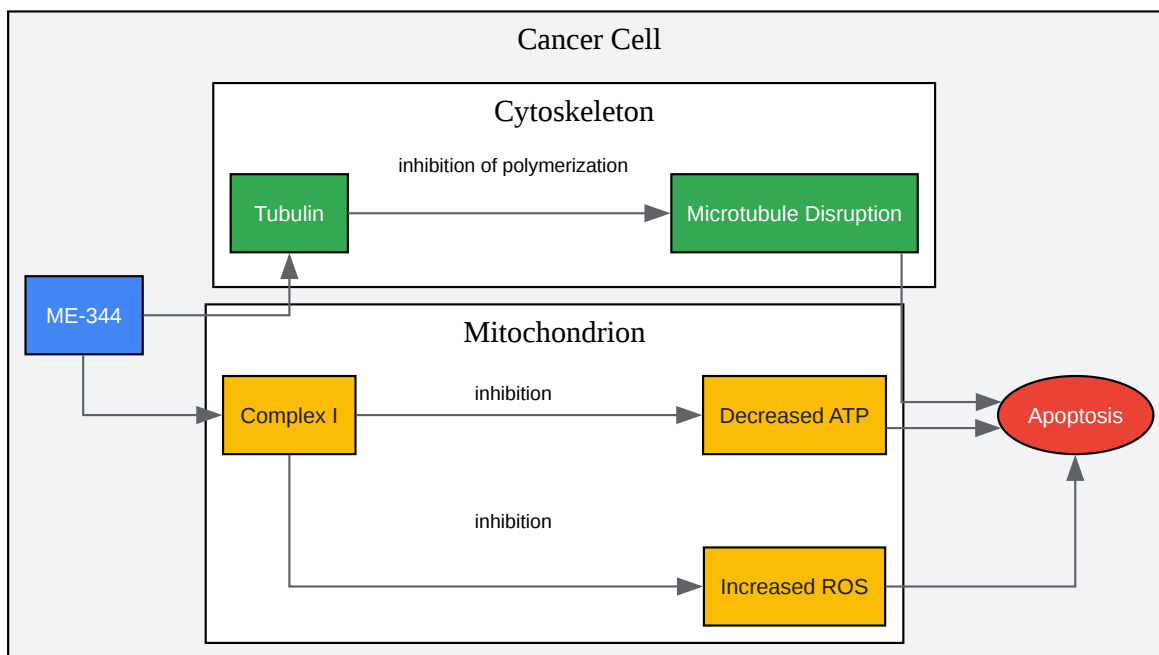 Cancer Cell
Cytoskeleton
inhibition of polymerization
Tubulin
Microtubule Disruption
ME-344
Mitochondrion
inhibition
Complex I
Decreased ATP
Apoptosis
inhibition
Increased ROS